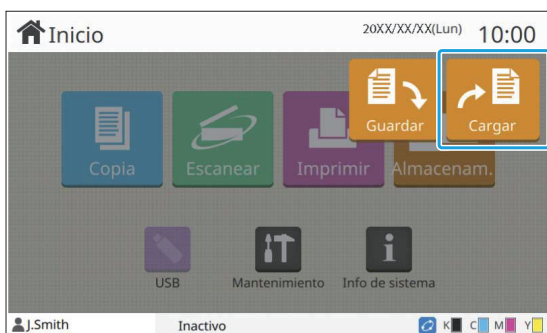 Inicio
20XX/XX/XX(Lun) 10:00
Guardar Cargar
Copia Escanear Imprimir Almacenam.
USB Mantenimiento Info de sistema
J.Smith Inactivo K C M Y